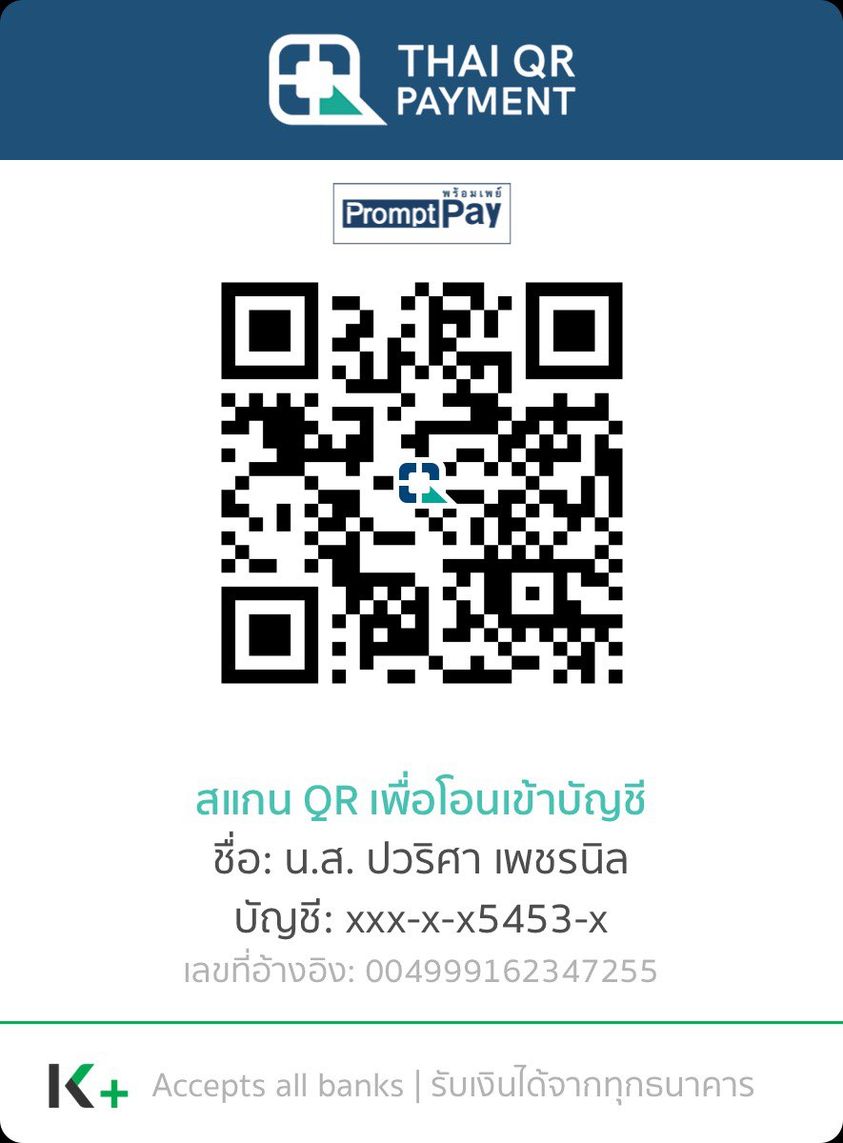 THAI QR
PAYMENT
พร้อมเพย์
PromptPay
สแกน QR เพื่อโอนเข้าบัญชี
ชื่อ: น.ส. ปวริศา เพชรนิล
บัญชี: xxx-x-x5453-x
เลขที่อ้างอิง: 004999162347255
K+ Accepts all banks | รับเงินได้จากทุกธนาคาร